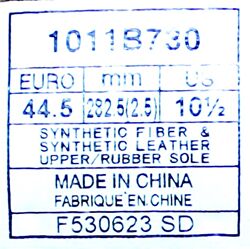 1011B730
EURO mm US
44.5 282.5(2.5) 10½
SYNTHETIC FIBER &
SYNTHETIC LEATHER
UPPER/RUBBER SOLE
MADE IN CHINA
FABRIQUE EN CHINE
F530623 SD